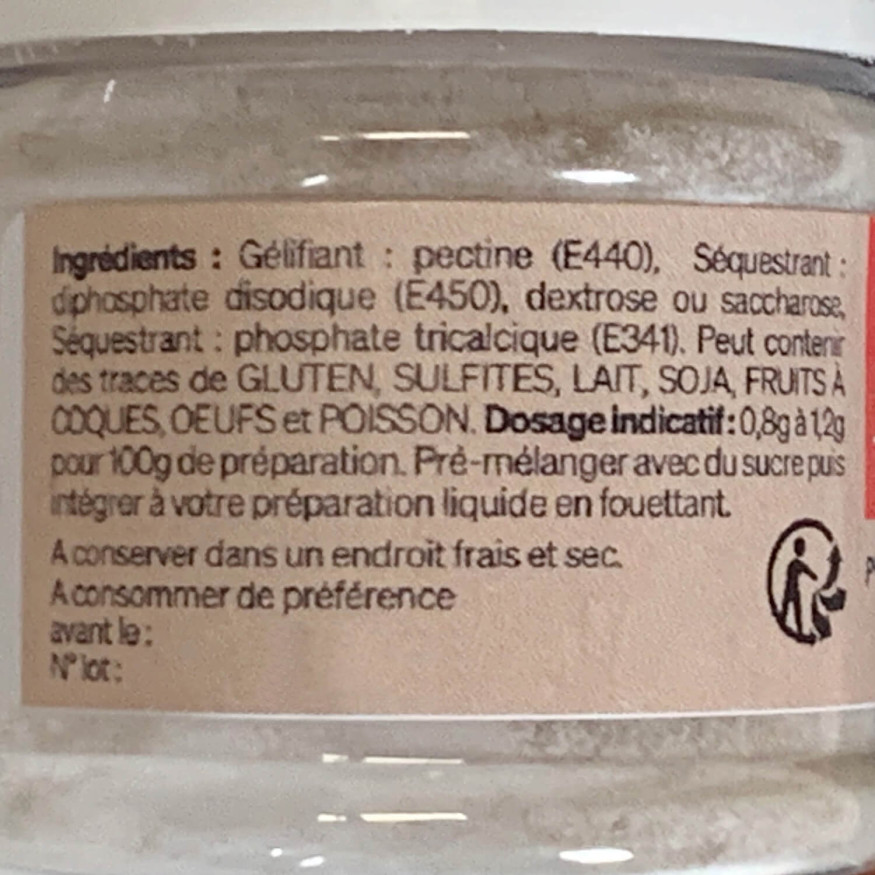 Ingrédients : Gélifiant : pectine (E440), Séquestrant :
diphosphate disodique (E450), dextrose ou saccharose,
Séquestrant : phosphate tricalcique (E341). Peut contenir
des traces de GLUTEN, SULFITES, LAIT, SOJA, FRUITS À
COQUES, OEUFS et POISSON. Dosage indicatif : 0,8g à 1,2g
pour 100g de préparation. Pré-mélanger avec du sucre puis
intégrer à votre préparation liquide en fouettant.
A conserver dans un endroit frais et sec.
A consommer de préférence
avant le :
N° lot :